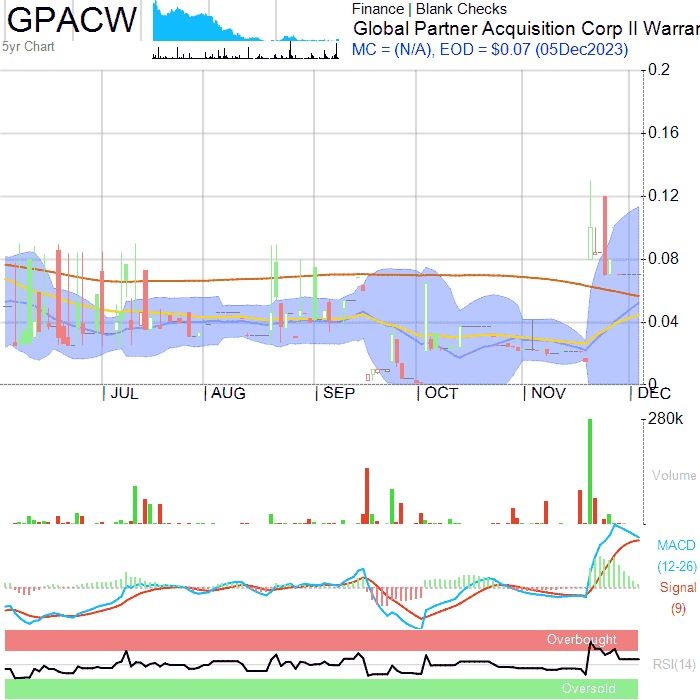 GPACW
5yr Chart
Finance | Blank Checks
Global Partner Acquisition Corp II Warrar
MC = (N/A), EOD = $0.07 (05Dec2023)
0.2
0.16
0.12
0.08
0.04
0
JUL AUG SEP OCT NOV DEC
280k
Volume
MACD
(12-26)
Signal
(9)
Overbought
RSI(14)
Oversold